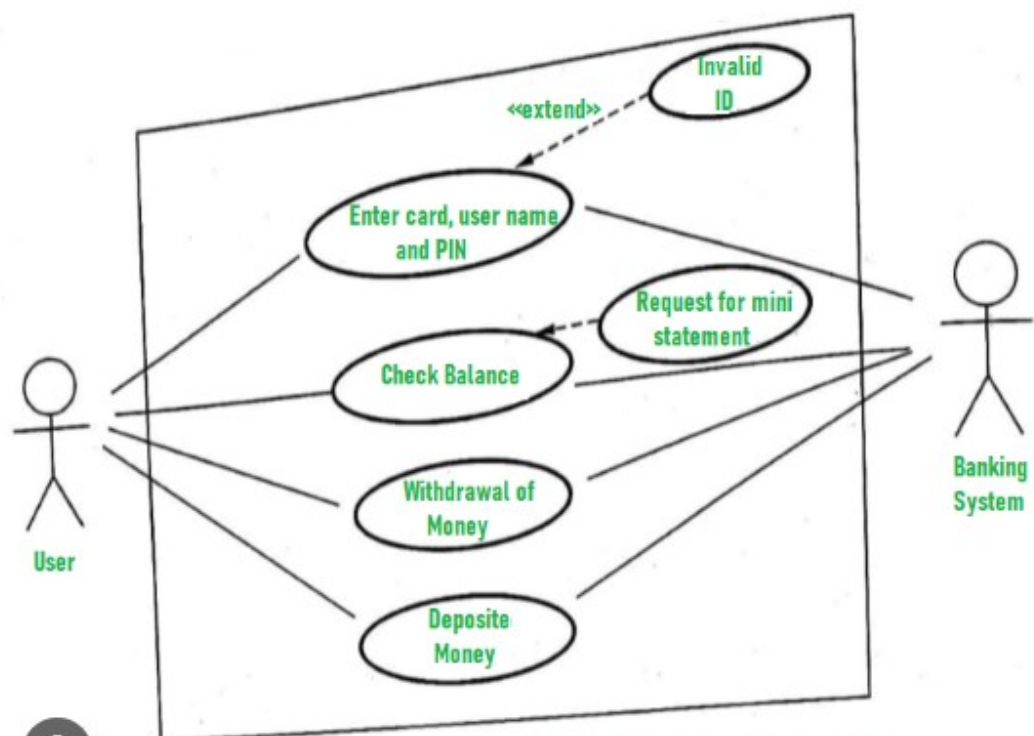 Invalid
ID
«extend»
Enter card, user name
and PIN
Request for mini
statement
Check Balance
Withdrawal of
Money
Banking
System
User
Deposite
Money